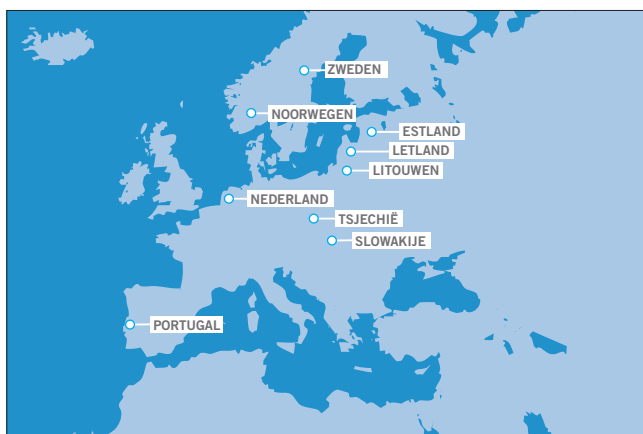 ZWEDEN
NOORWEGEN
ESTLAND
LETLAND
LITOUWEN
NEDERLAND
TSJECHIË
SLOWAKIJE
PORTUGAL